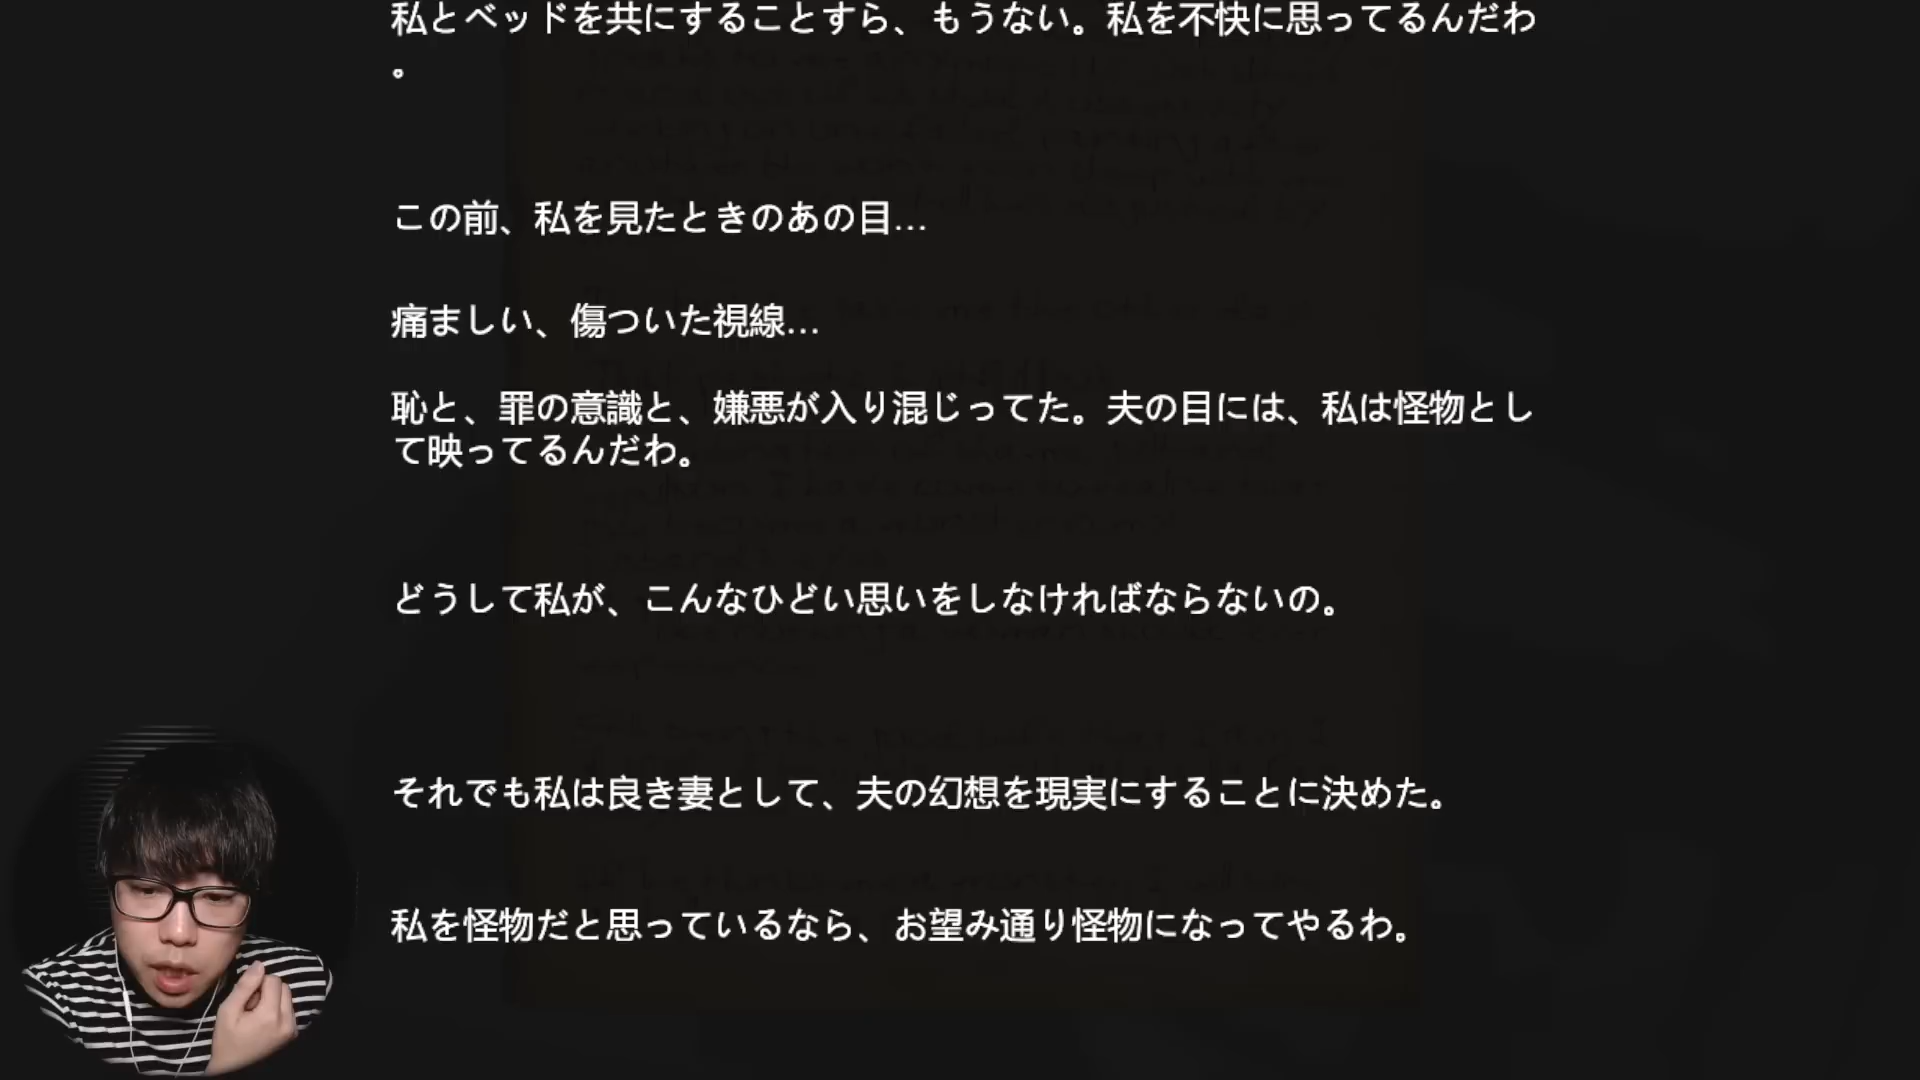 私とベッドを共にすることすら、もうない。私を不快に思ってるんだわ
。
この前、私を見たときのあの目…
痛ましい、傷ついた視線…
恥と、罪の意識と、嫌悪が入り混じってた。夫の目には、私は怪物とし
て映ってるんだわ。
どうして私が、こんなひどい思いをしなければならないの。
それでも私は良き妻として、夫の幻想を現実にすることに決めた。
私を怪物だと思っているなら、お望み通り怪物になってやるわ。